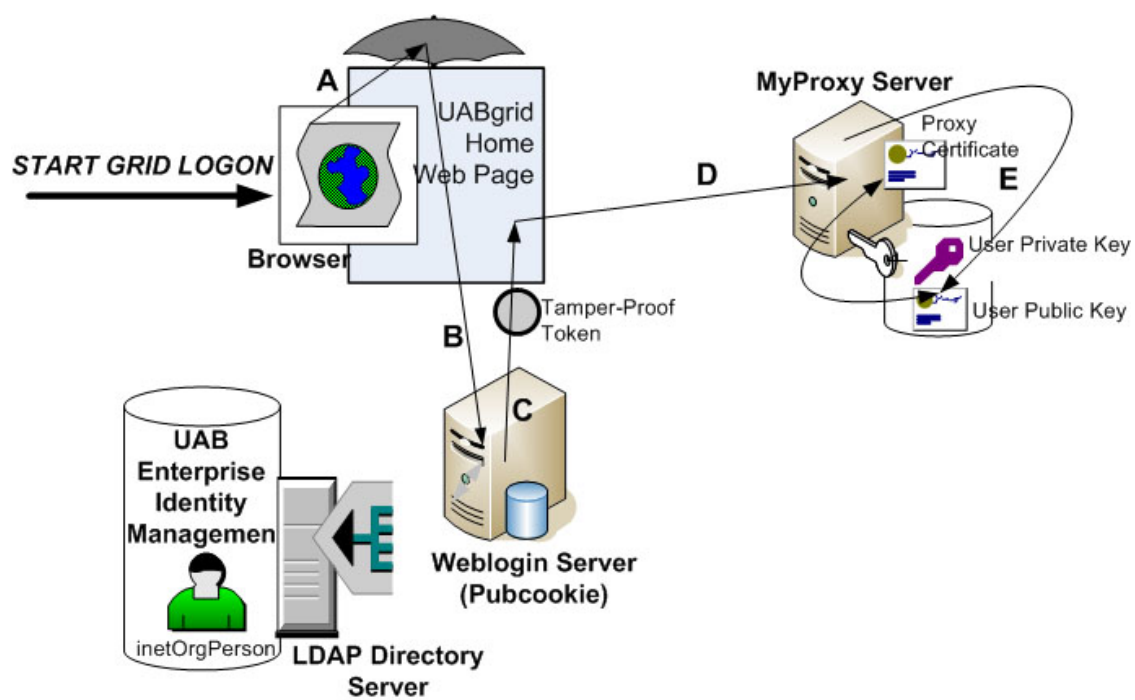 A
UABgrid
Home
Web Page
START GRID LOGON
Browser
MyProxy Server
Proxy
Certificate
D
E
User Private Key
User Public Key
Tamper-Proof
Token
B
C
UAB
Enterprise
Identity
Managemen
inetOrgPerson
LDAP Directory
Server
Weblogin Server
(Pubcookie)